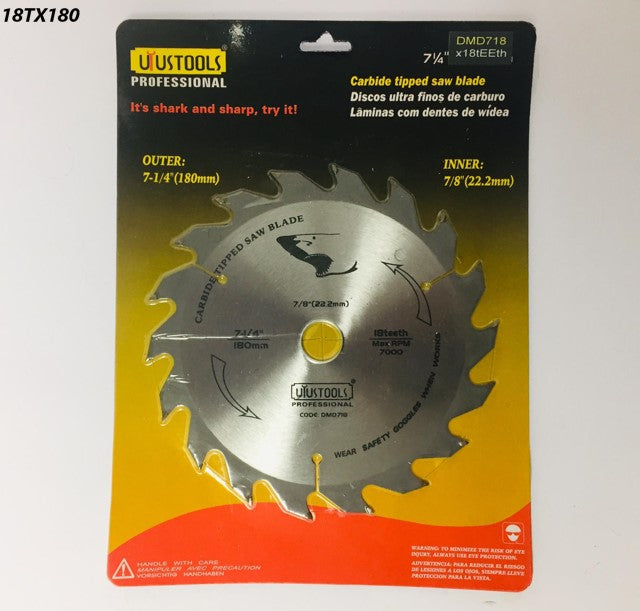 18TX180
UYUSTOOLS
PROFESSIONAL
It's shark and sharp, try it!
DMD718
x18tEEth
7¼"
Carbide tipped saw blade
Discos ultra finos de carburo
Lâminas com dentes de wídea
OUTER:
7-1/4"(180mm)
INNER:
7/8"(22.2mm)
CARBIDE TIPPED SAW BLADE
7/8"(22.2mm)
7-1/4"
180mm
18teeth
Max RPM
7000
UYUSTOOLS®
PROFESSIONAL
CODE: DMD718
WEAR SAFETY GOGGLES WHEN WORKS
HANDLE WITH CARE
MANIPULER AVEC PRECAUTION
VORSICHTIG HANDHABEN
WARNING: TO MINIMIZE THE RISK OF EYE
INJURY, ALWAYS USE EYE PROTECTION.
ADVERTENCIA: PARA REDUCIR EL RIESGO
DE LESIONES A LOS OJOS, SIEMPRE LLEVE
PROTECCION PARA LA VISTA.